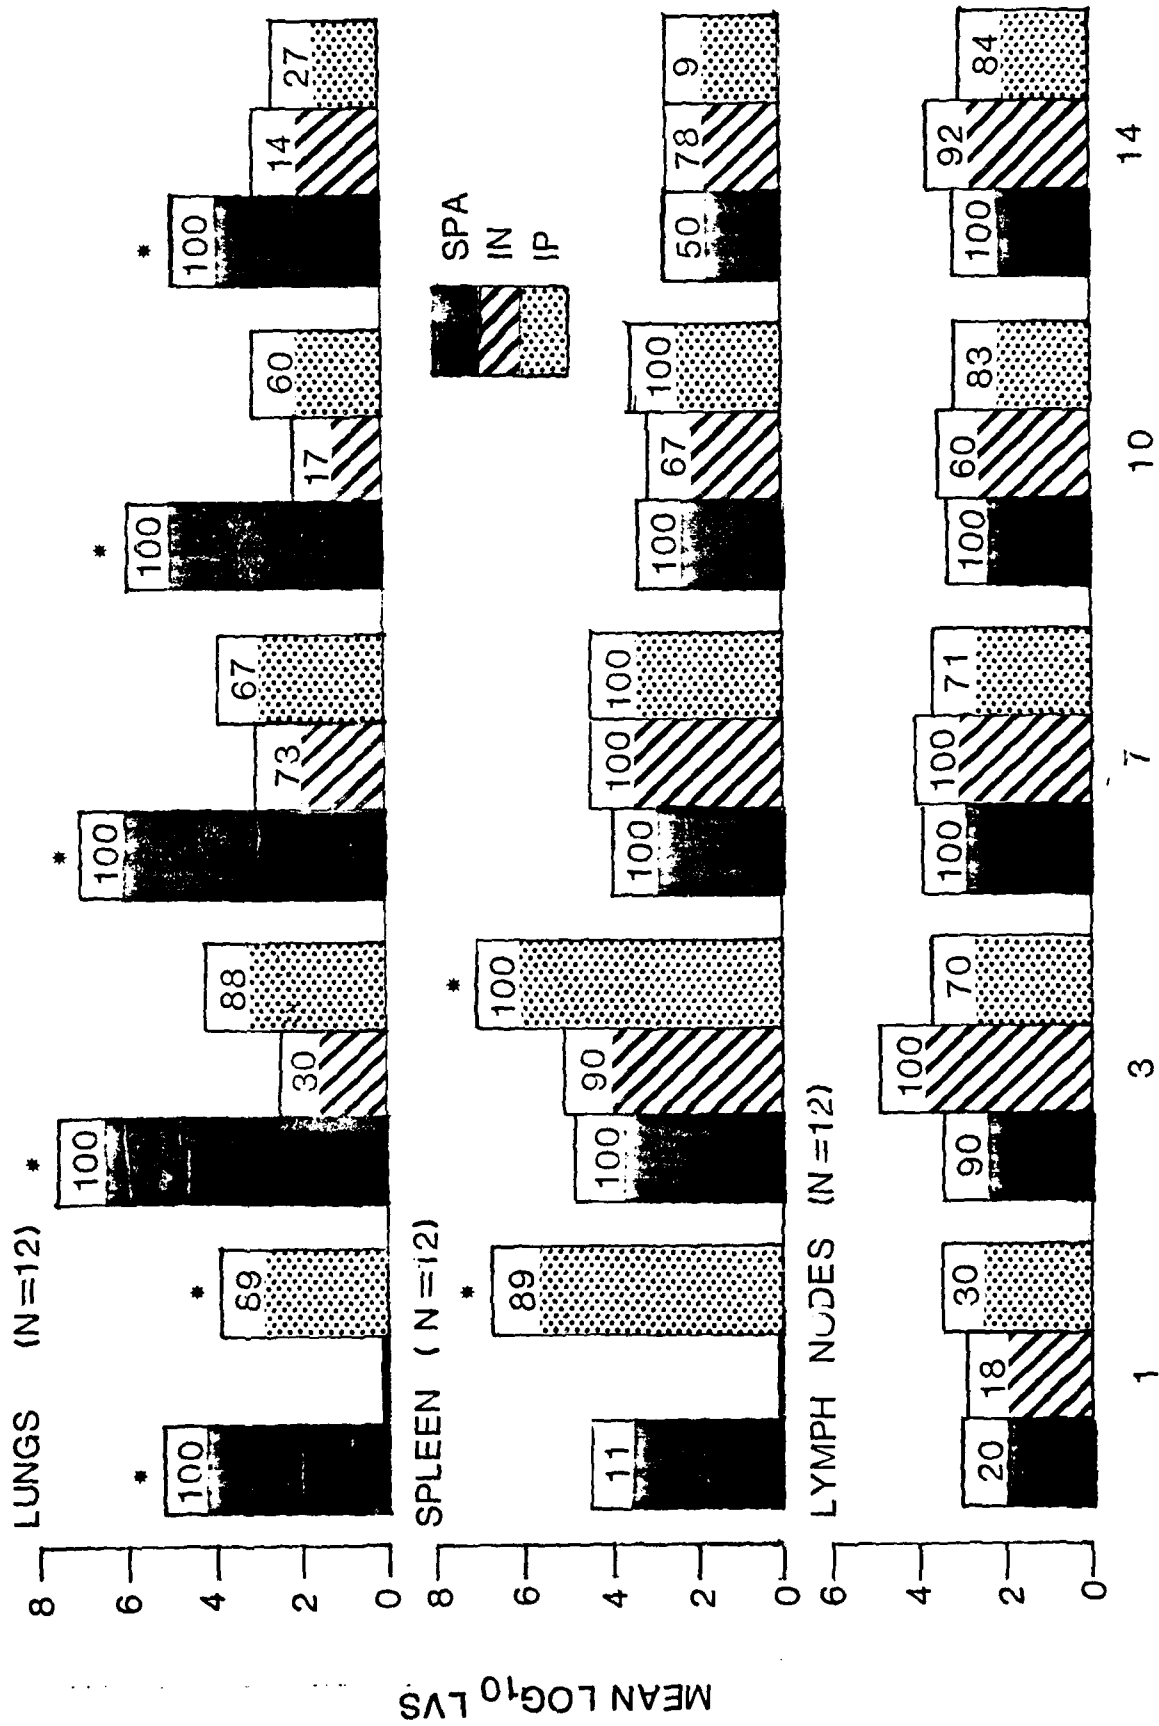 MEAN LOG10 LVS
LUNGS (N=12)
8
6
4
2
0
* * * * * *
100 89
100 30 88
100 73 67
100 17 60
100 14 27
SPLEEN (N=12)
8
6
4
2
0
* *
11 89
100 90 100
100 100 100
100 67 100
50 78 9
SPA
IN
IP
LYMPH NODES (N=12)
6
4
2
0
20 18 30
90 100 70
100 100 71
100 60 83
100 92 84
1 3 7 10 14